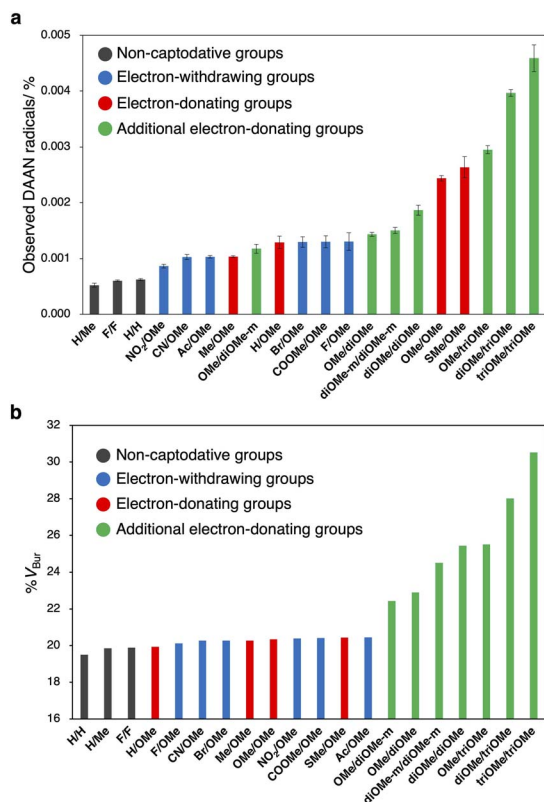 a
Observed DAAN radicals/ %
0.005
0.004
0.003
0.002
0.001
0.000
Non-captodative groups
Electron-withdrawing groups
Electron-donating groups
Additional electron-donating groups
H/Me
F/F
H/H
NO₂/OMe
CN/OMe
Ac/OMe
Me/OMe
OMe/diOMe-m
H/OMe
Br/OMe
COOMe/OMe
F/OMe
OMe/diOMe
diOMe-m/diOMe-m
diOMe/diOMe
OMe/OMe
SMe/OMe
OMe/triOMe
diOMe/triOMe
triOMe/triOMe
b
%V_Bur
32
30
28
26
24
22
20
18
16
Non-captodative groups
Electron-withdrawing groups
Electron-donating groups
Additional electron-donating groups
H/H
H/Me
F/F
H/OMe
F/OMe
CN/OMe
Br/OMe
Me/OMe
OMe/OMe
NO₂/OMe
COOMe/OMe
SMe/OMe
Ac/OMe
OMe/diOMe-m
OMe/diOMe
diOMe-m/diOMe-m
diOMe/diOMe
OMe/triOMe
diOMe/triOMe
triOMe/triOMe